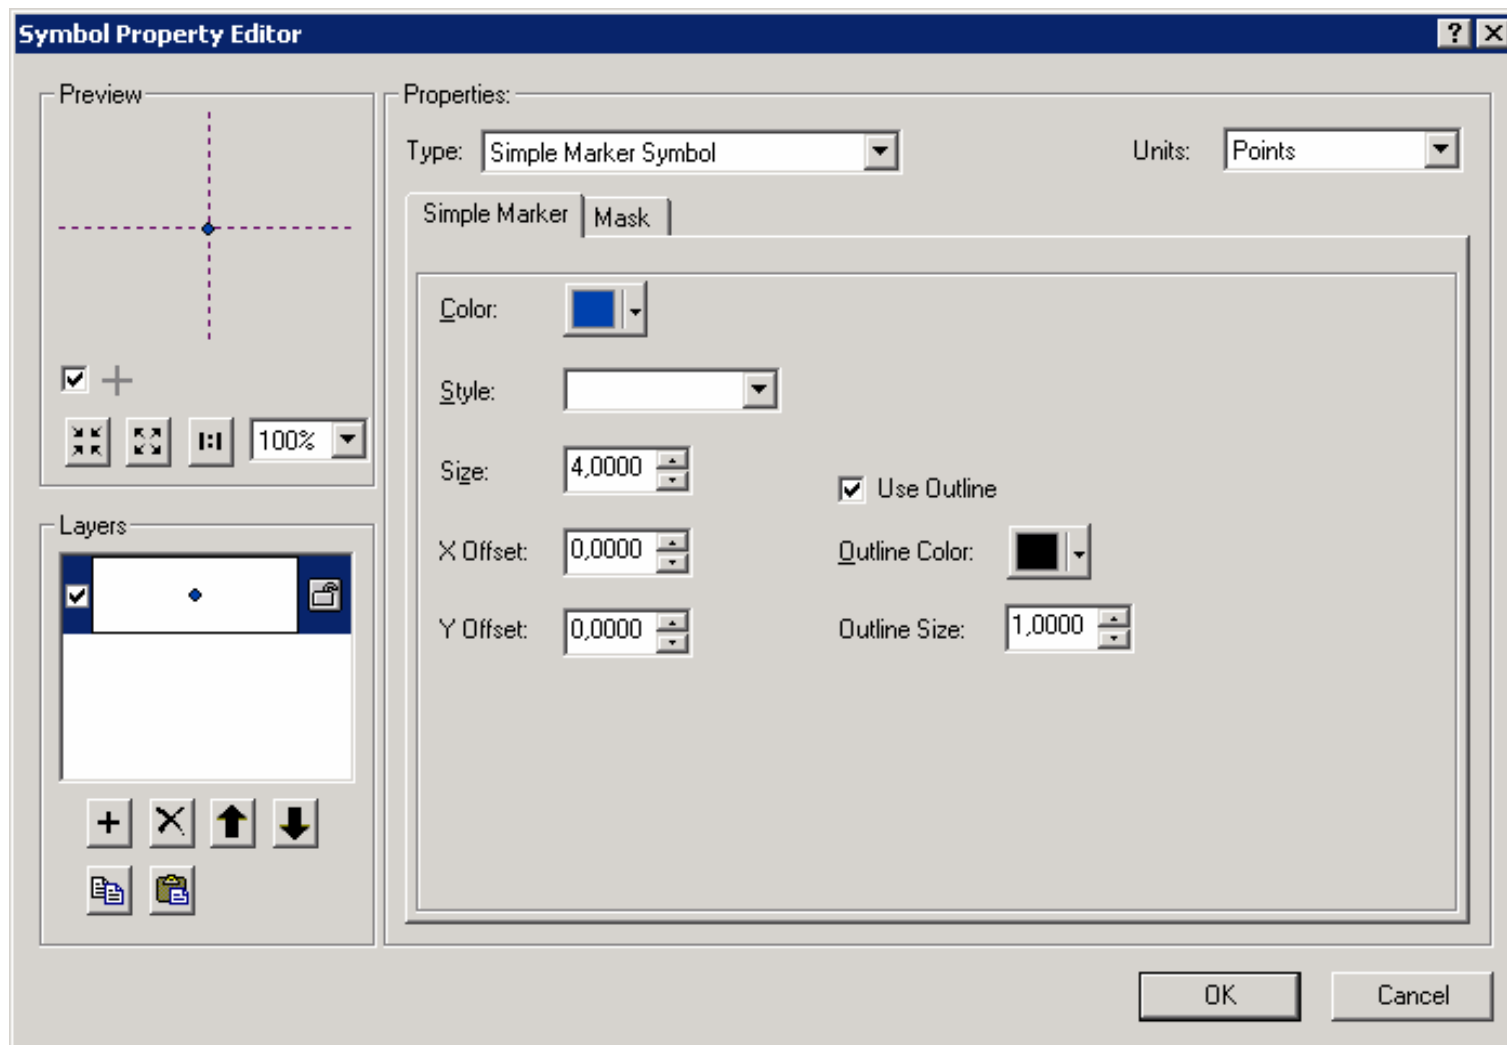 Symbol Property Editor
Preview
100%
Layers
Properties:
Type: Simple Marker Symbol Units: Points
Simple Marker Mask
Color:
Style:
Size: 4,0000
Use Outline
X Offset: 0,0000
Outline Color:
Y Offset: 0,0000
Outline Size: 1,0000
OK Cancel